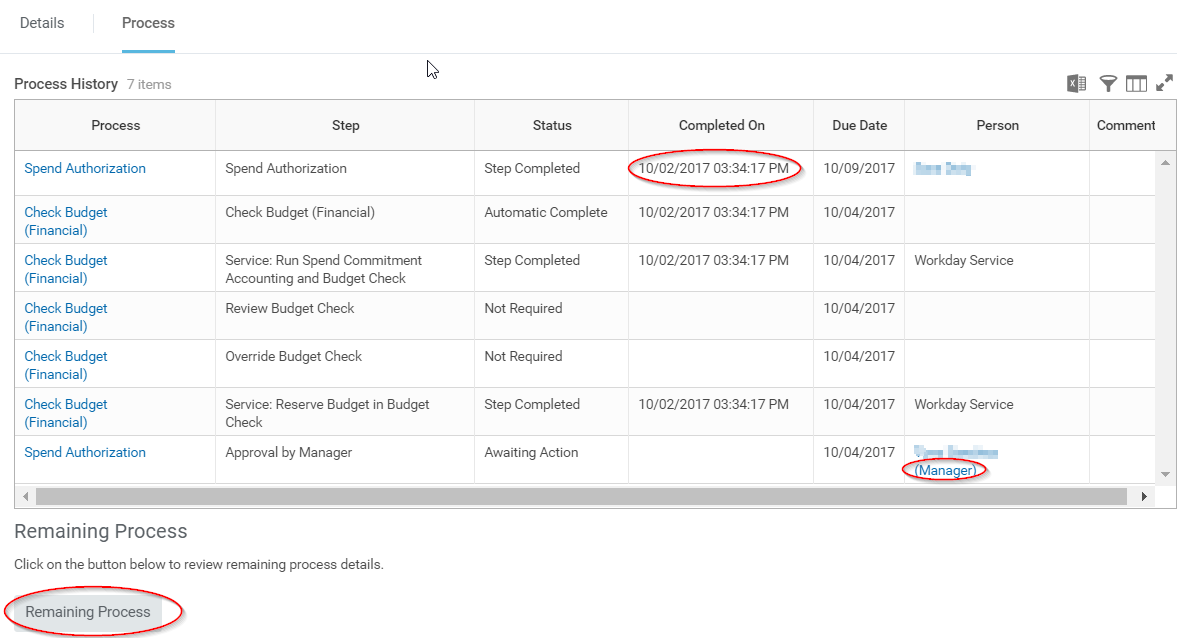 Details Process
Process History 7 items
Process Step Status Completed On Due Date Person Comment
Spend Authorization Spend Authorization Step Completed 10/02/2017 03:34:17 PM 10/09/2017
Check Budget (Financial) Check Budget (Financial) Automatic Complete 10/02/2017 03:34:17 PM 10/04/2017
Check Budget (Financial) Service: Run Spend Commitment Accounting and Budget Check Step Completed 10/02/2017 03:34:17 PM 10/04/2017 Workday Service
Check Budget (Financial) Review Budget Check Not Required 10/04/2017
Check Budget (Financial) Override Budget Check Not Required 10/04/2017
Check Budget (Financial) Service: Reserve Budget in Budget Check Step Completed 10/02/2017 03:34:17 PM 10/04/2017 Workday Service
Spend Authorization Approval by Manager Awaiting Action 10/04/2017 (Manager)
Remaining Process
Click on the button below to review remaining process details.
Remaining Process